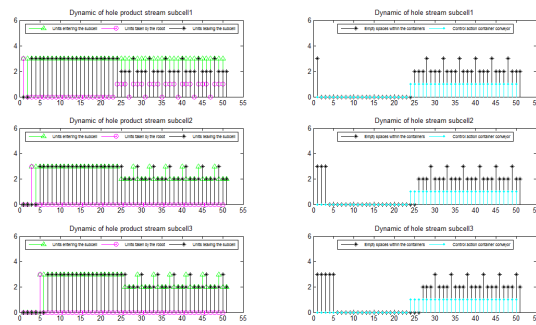 Dynamic of hole product stream subcell1
Units entering the subcell Units taken by the robot Units leaving the subcell
6
4
2
0
0 5 10 15 20 25 30 35 40 45 50 55
Dynamic of hole stream subcell1
Empty spaces within the containers Control action container conveyor
6
4
2
0
0 5 10 15 20 25 30 35 40 45 50 55
Dynamic of hole product stream subcell2
Units entering the subcell Units taken by the robot Units leaving the subcell
6
4
2
0
0 5 10 15 20 25 30 35 40 45 50 55
Dynamic of hole stream subcell2
Empty spaces within the containers Control action container conveyor
6
4
2
0
0 5 10 15 20 25 30 35 40 45 50 55
Dynamic of hole product stream subcell3
Units entering the subcell Units taken by the robot Units leaving the subcell
6
4
2
0
0 5 10 15 20 25 30 35 40 45 50 55
Dynamic of hole stream subcell3
Empty spaces within the containers Control action container conveyor
6
4
2
0
0 5 10 15 20 25 30 35 40 45 50 55